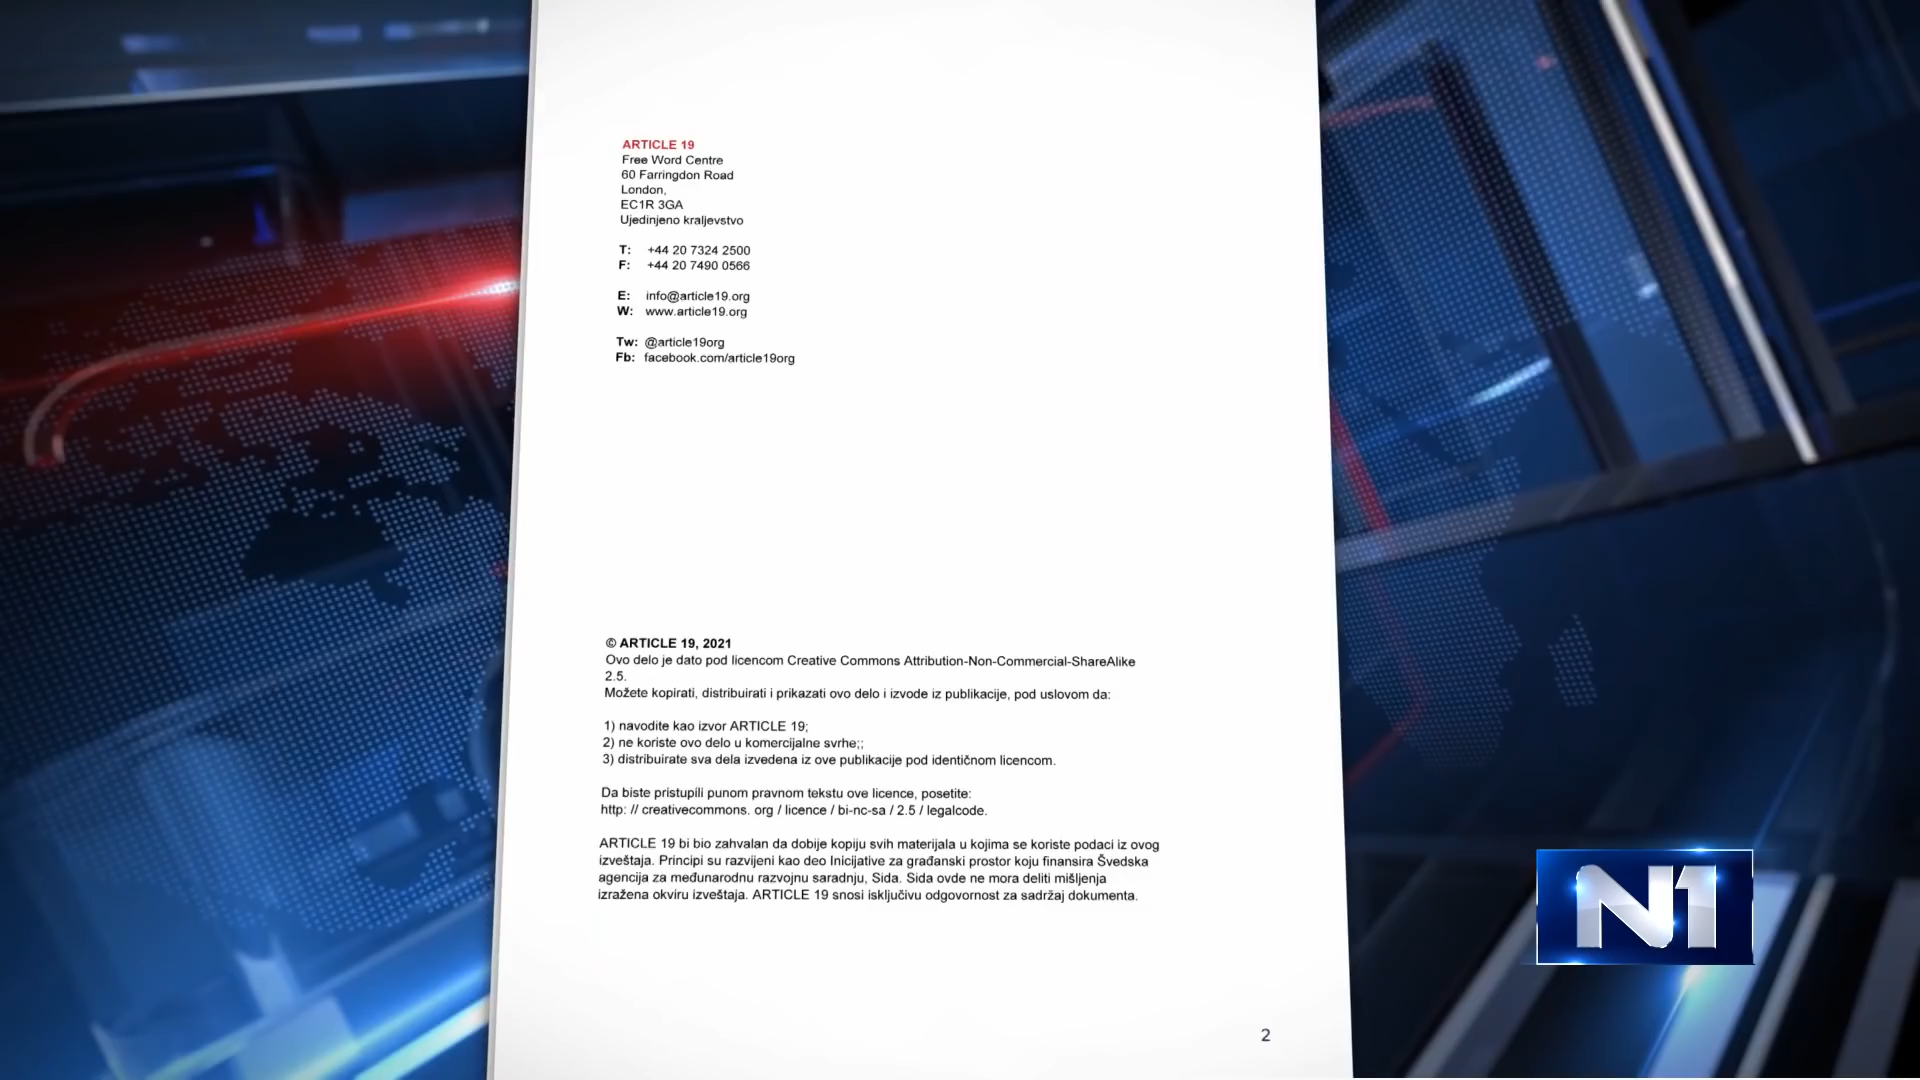 ARTICLE 19
Free Word Centre
60 Farringdon Road
London,
EC1R 3GA
Ujedinjeno kraljevstvo
T: +44 20 7324 2500
F: +44 20 7490 0566
E: info@article19.org
W: www.article19.org
Tw: @article19org
Fb: facebook.com/article19org
© ARTICLE 19, 2021
Ovo delo je dato pod licencom Creative Commons Attribution-Non-Commercial-ShareAlike
2.5.
Možete kopirati, distribuirati i prikazati ovo delo i izvode iz publikacije, pod uslovom da:
1) navodite kao izvor ARTICLE 19;
2) ne koriste ovo delo u komercijalne svrhe;;
3) distribuirate sva dela izvedena iz ove publikacije pod identičnom licencom.
Da biste pristupili punom pravnom tekstu ove licence, posetite:
http: // creativecommons. org / licence / bi-nc-sa / 2.5 / legalcode.
ARTICLE 19 bi bio zahvalan da dobije kopiju svih materijala u kojima se koriste podaci iz ovog
izveštaja. Principi su razvijeni kao deo Inicijative za građanski prostor koju finansira Švedska
agencija za međunarodnu razvojnu saradnju, Sida. Sida ovde ne mora deliti mišljenja
izražena okviru izveštaja. ARTICLE 19 snosi isključivu odgovornost za sadržaj dokumenta.
N1
2